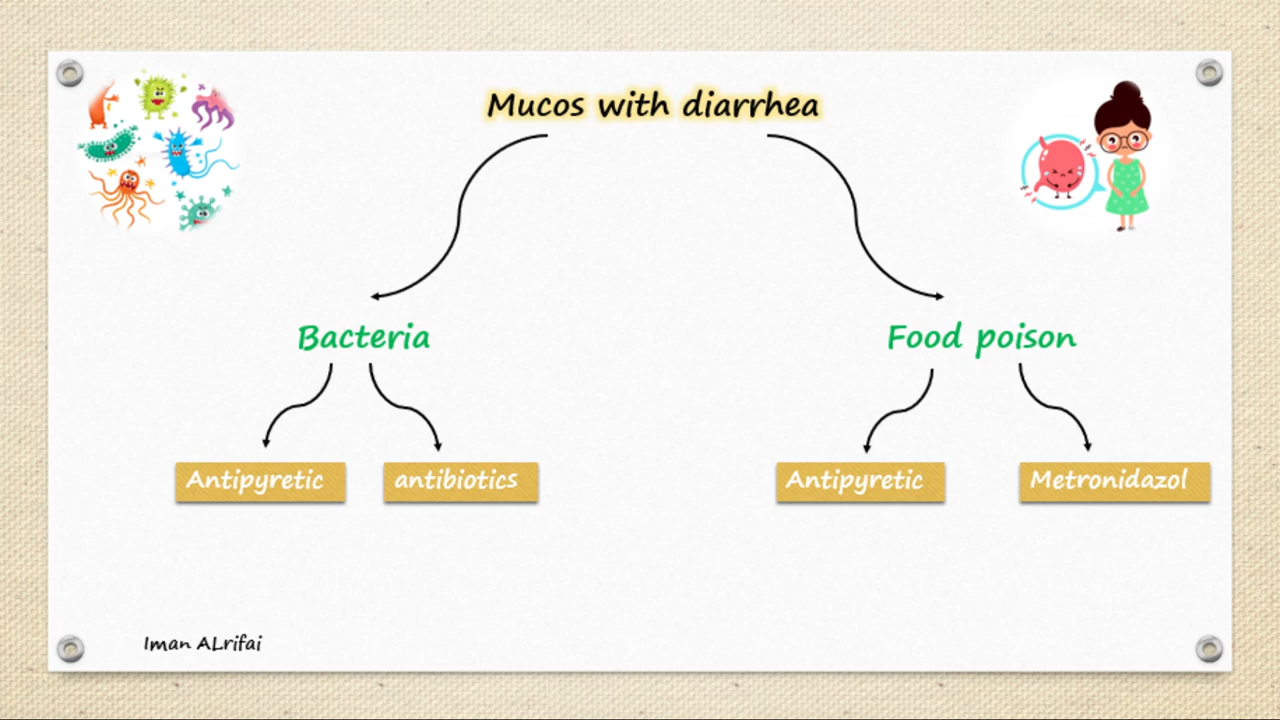 Mucos with diarrhea
Bacteria
Food poison
Antipyretic
antibiotics
Antipyretic
Metronidazol
Iman ALrifai